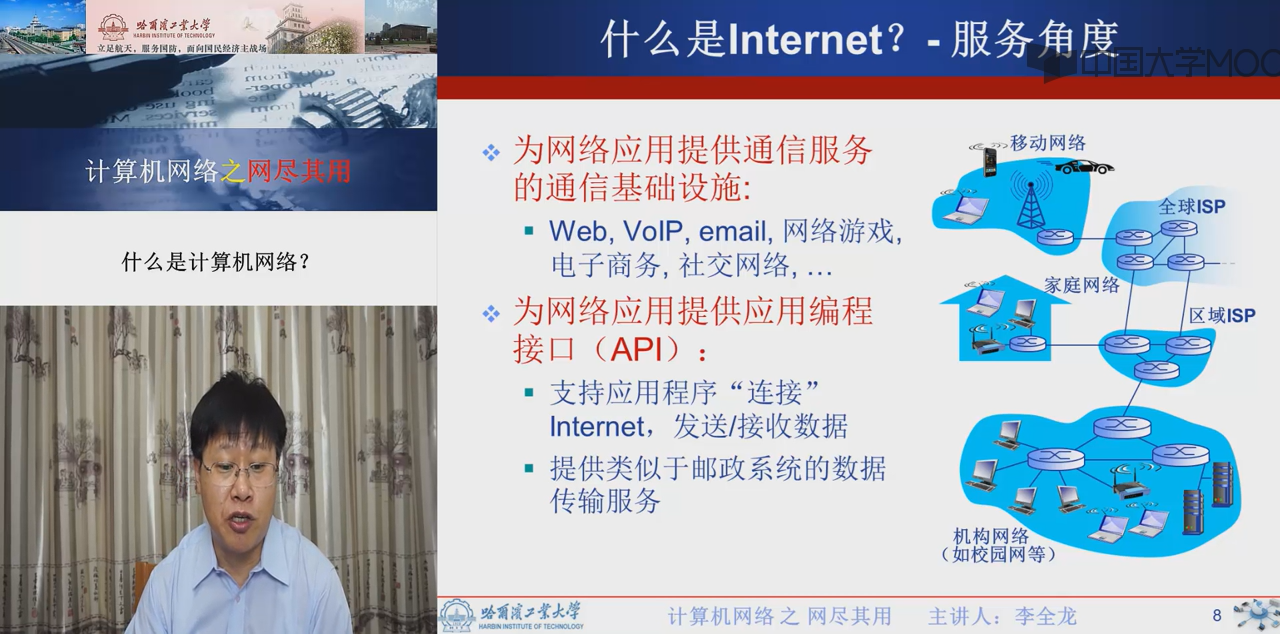 哈尔滨工业大学
HARBIN INSTITUTE OF TECHNOLOGY
立足航天，服务国防，面向国民经济主战场
计算机网络之网尽其用
什么是计算机网络？
什么是Internet？- 服务角度
中国大学MOC
为网络应用提供通信服务
的通信基础设施:
Web, VoIP, email, 网络游戏,
电子商务, 社交网络, …
为网络应用提供应用编程
接口（API）：
支持应用程序“连接”
Internet，发送/接收数据
提供类似于邮政系统的数据
传输服务
移动网络
全球ISP
家庭网络
区域ISP
机构网络
（如校园网等）
哈尔滨工业大学
HARBIN INSTITUTE OF TECHNOLOGY
计算机网络 之 网尽其用
主讲人：李全龙
8